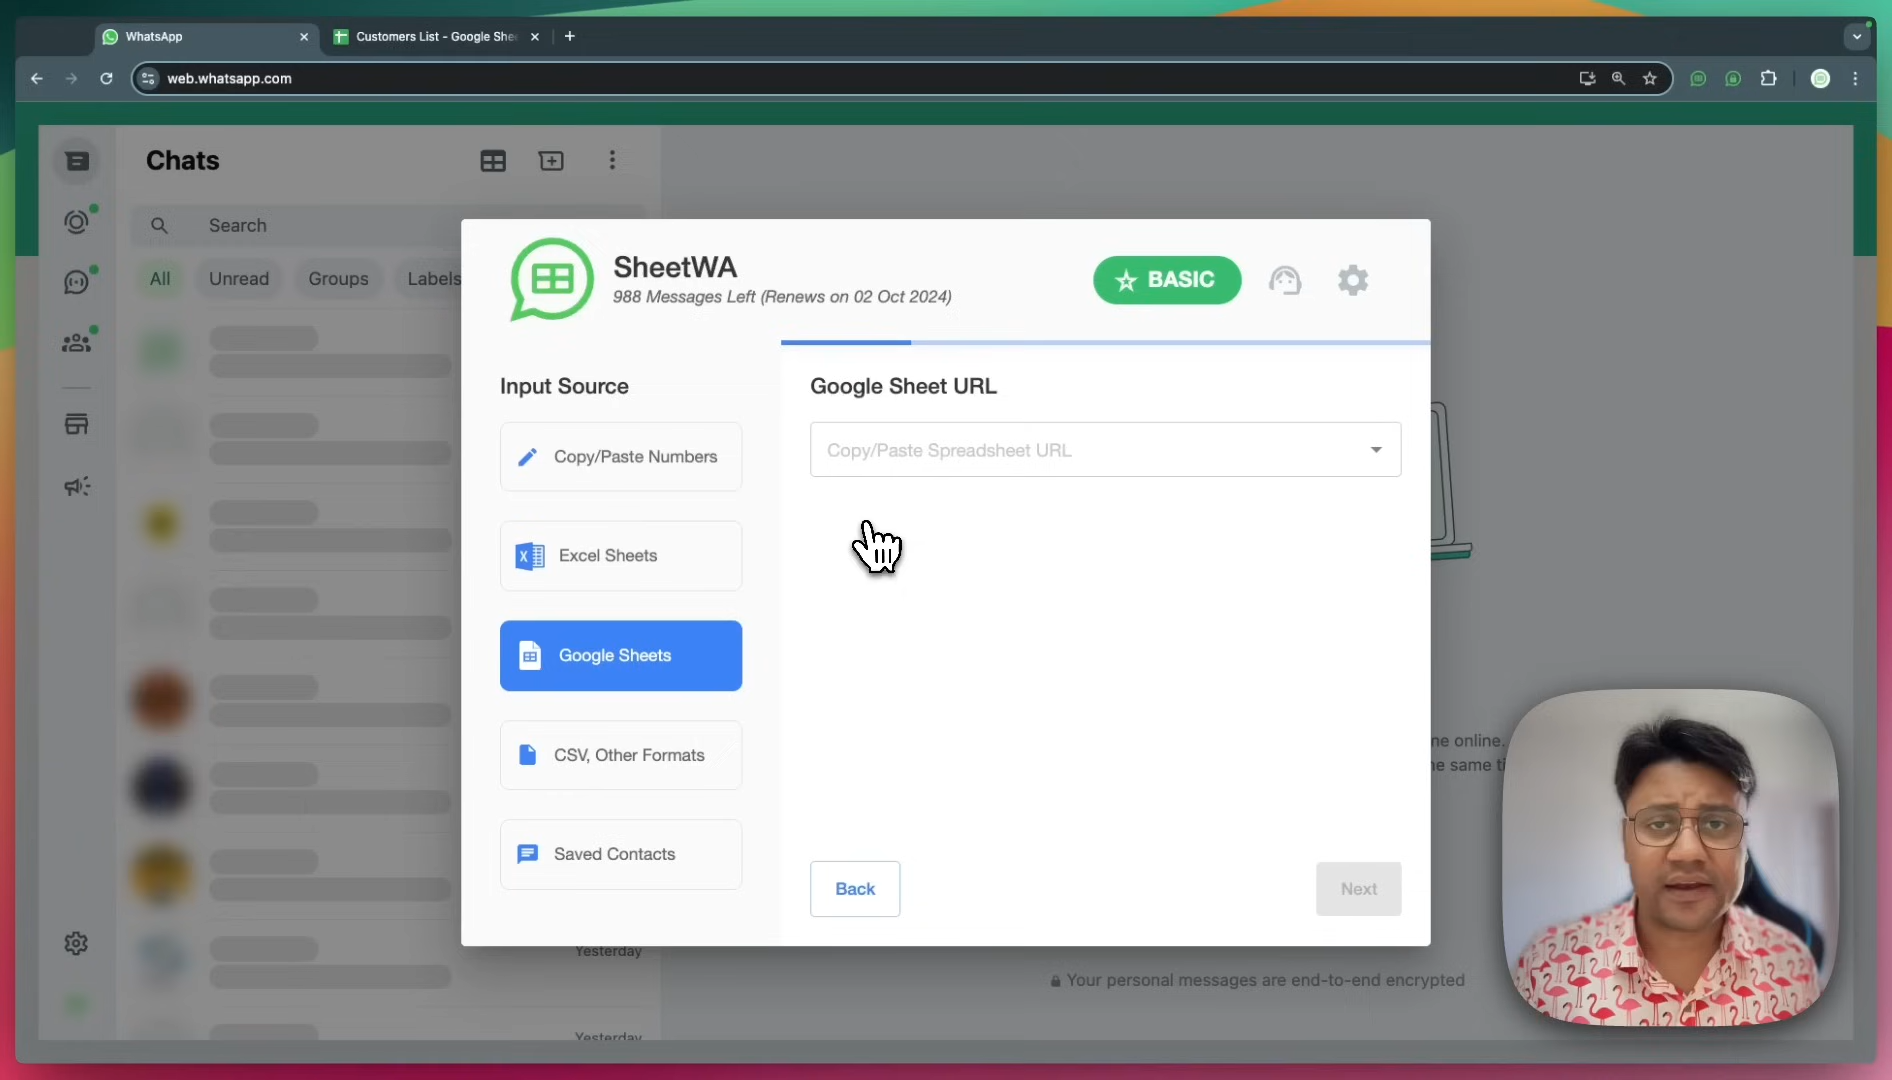 WhatsApp
Customers List - Google Shee
web.whatsapp.com
Chats
Search
All
Unread
Groups
Labels
SheetWA
988 Messages Left (Renews on 02 Oct 2024)
BASIC
Input Source
Copy/Paste Numbers
Excel Sheets
Google Sheets
CSV, Other Formats
Saved Contacts
Google Sheet URL
Copy/Paste Spreadsheet URL
Back
Next
ne online.
he same ti
Yesterday
Your personal messages are end-to-end encrypted
Yesterday